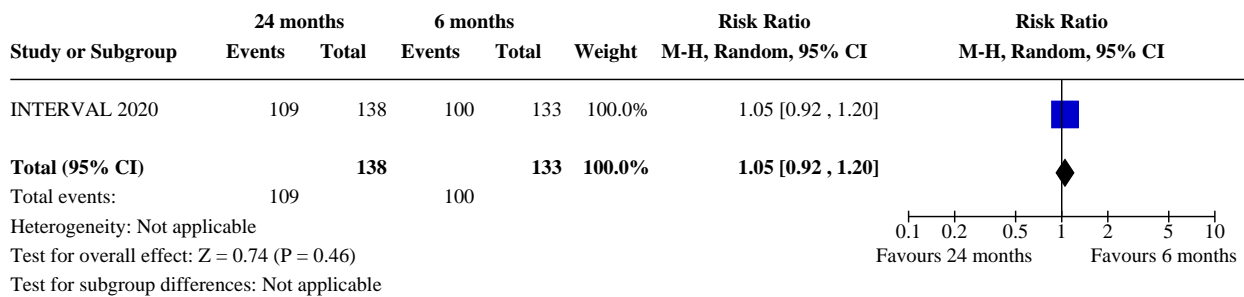 24 months 6 months Risk Ratio Risk Ratio
Study or Subgroup Events Total Events Total Weight M-H, Random, 95% CI M-H, Random, 95% CI
INTERVAL 2020 109 138 100 133 100.0% 1.05 [0.92 , 1.20]
Total (95% CI) 138 133 100.0% 1.05 [0.92 , 1.20]
Total events: 109 100
Heterogeneity: Not applicable
0.1 0.2 0.5 1 2 5 10
Test for overall effect: Z = 0.74 (P = 0.46)
Favours 24 months Favours 6 months
Test for subgroup differences: Not applicable